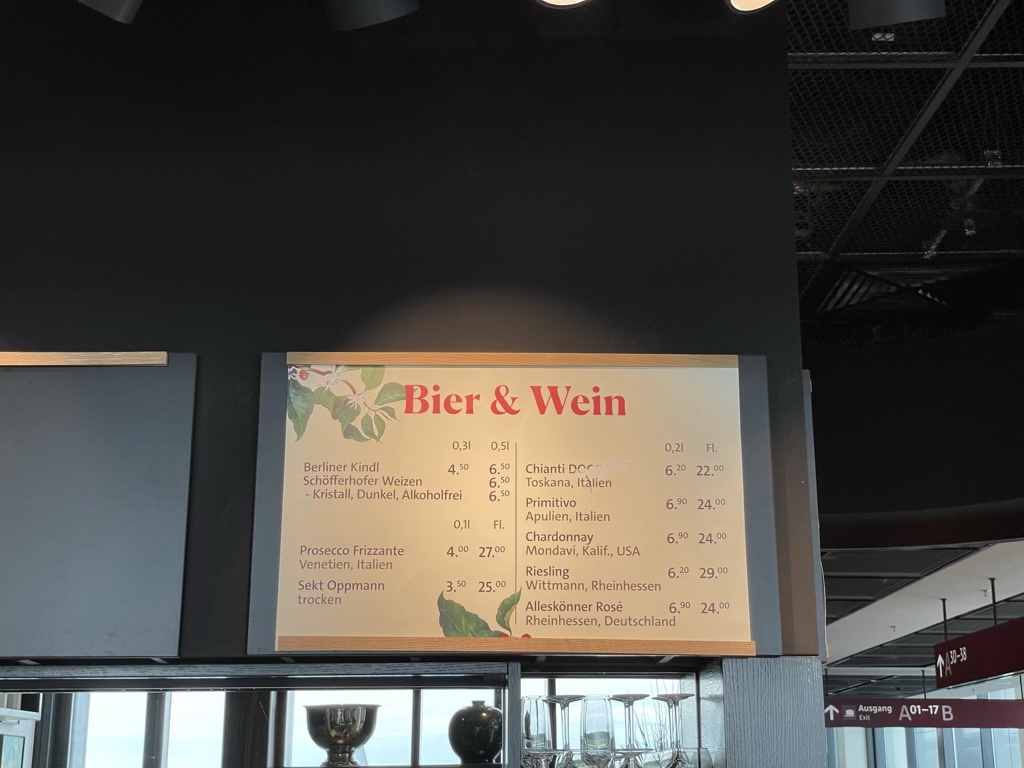 Bier & Wein
0,3l 0,5l
Berliner Kindl 4.50 6.50
Schöfferhofer Weizen 6.50
- Kristall, Dunkel, Alkoholfrei 6.50
0,1l Fl.
Prosecco Frizzante 4.00 27.00
Venetien, Italien
Sekt Oppmann 3.50 25.00
trocken
0,2l Fl.
Chianti DOCG 6.20 22.00
Toskana, Italien
Primitivo 6.90 24.00
Apulien, Italien
Chardonnay 6.90 24.00
Mondavi, Kalif., USA
Riesling 6.20 29.00
Wittmann, Rheinhessen
Alleskönner Rosé 6.90 24.00
Rheinhessen, Deutschland
A30-38
Ausgang A01-17 B
Exit